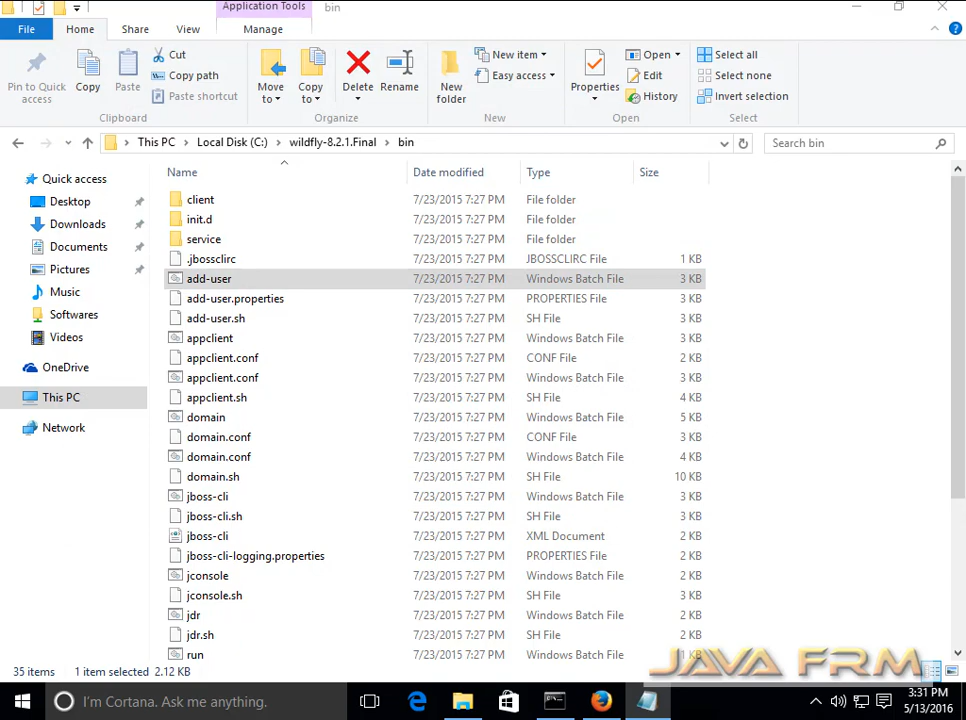 Application Tools
bin
File
Home
Share
View
Manage
Pin to Quick access
Copy
Paste
Cut
Copy path
Paste shortcut
Clipboard
Move to
Copy to
Delete
Rename
Organize
New folder
New item
Easy access
New
Properties
Open
Edit
History
Open
Select all
Select none
Invert selection
Select
This PC
Local Disk (C:)
wildfly-8.2.1.Final
bin
Search bin
Quick access
Desktop
Downloads
Documents
Pictures
Music
Softwares
Videos
OneDrive
This PC
Network
Name Date modified Type Size
client 7/23/2015 7:27 PM File folder
init.d 7/23/2015 7:27 PM File folder
service 7/23/2015 7:27 PM File folder
.jbossclirc 7/23/2015 7:27 PM JBOSSCLIRC File 1 KB
add-user 7/23/2015 7:27 PM Windows Batch File 3 KB
add-user.properties 7/23/2015 7:27 PM PROPERTIES File 3 KB
add-user.sh 7/23/2015 7:27 PM SH File 3 KB
appclient 7/23/2015 7:27 PM Windows Batch File 3 KB
appclient.conf 7/23/2015 7:27 PM CONF File 2 KB
appclient.conf 7/23/2015 7:27 PM Windows Batch File 3 KB
appclient.sh 7/23/2015 7:27 PM SH File 4 KB
domain 7/23/2015 7:27 PM Windows Batch File 5 KB
domain.conf 7/23/2015 7:27 PM CONF File 3 KB
domain.conf 7/23/2015 7:27 PM Windows Batch File 4 KB
domain.sh 7/23/2015 7:27 PM SH File 10 KB
jboss-cli 7/23/2015 7:27 PM Windows Batch File 3 KB
jboss-cli.sh 7/23/2015 7:27 PM SH File 3 KB
jboss-cli 7/23/2015 7:27 PM XML Document 2 KB
jboss-cli-logging.properties 7/23/2015 7:27 PM PROPERTIES File 2 KB
jconsole 7/23/2015 7:27 PM Windows Batch File 2 KB
jconsole.sh 7/23/2015 7:27 PM SH File 2 KB
jdr 7/23/2015 7:27 PM Windows Batch File 2 KB
jdr.sh 7/23/2015 7:27 PM SH File 2 KB
run 7/23/2015 7:27 PM Windows Batch File 1 KB
35 items 1 item selected 2.12 KB
JAVA FRM
I'm Cortana. Ask me anything.
3:31 PM
5/13/2016